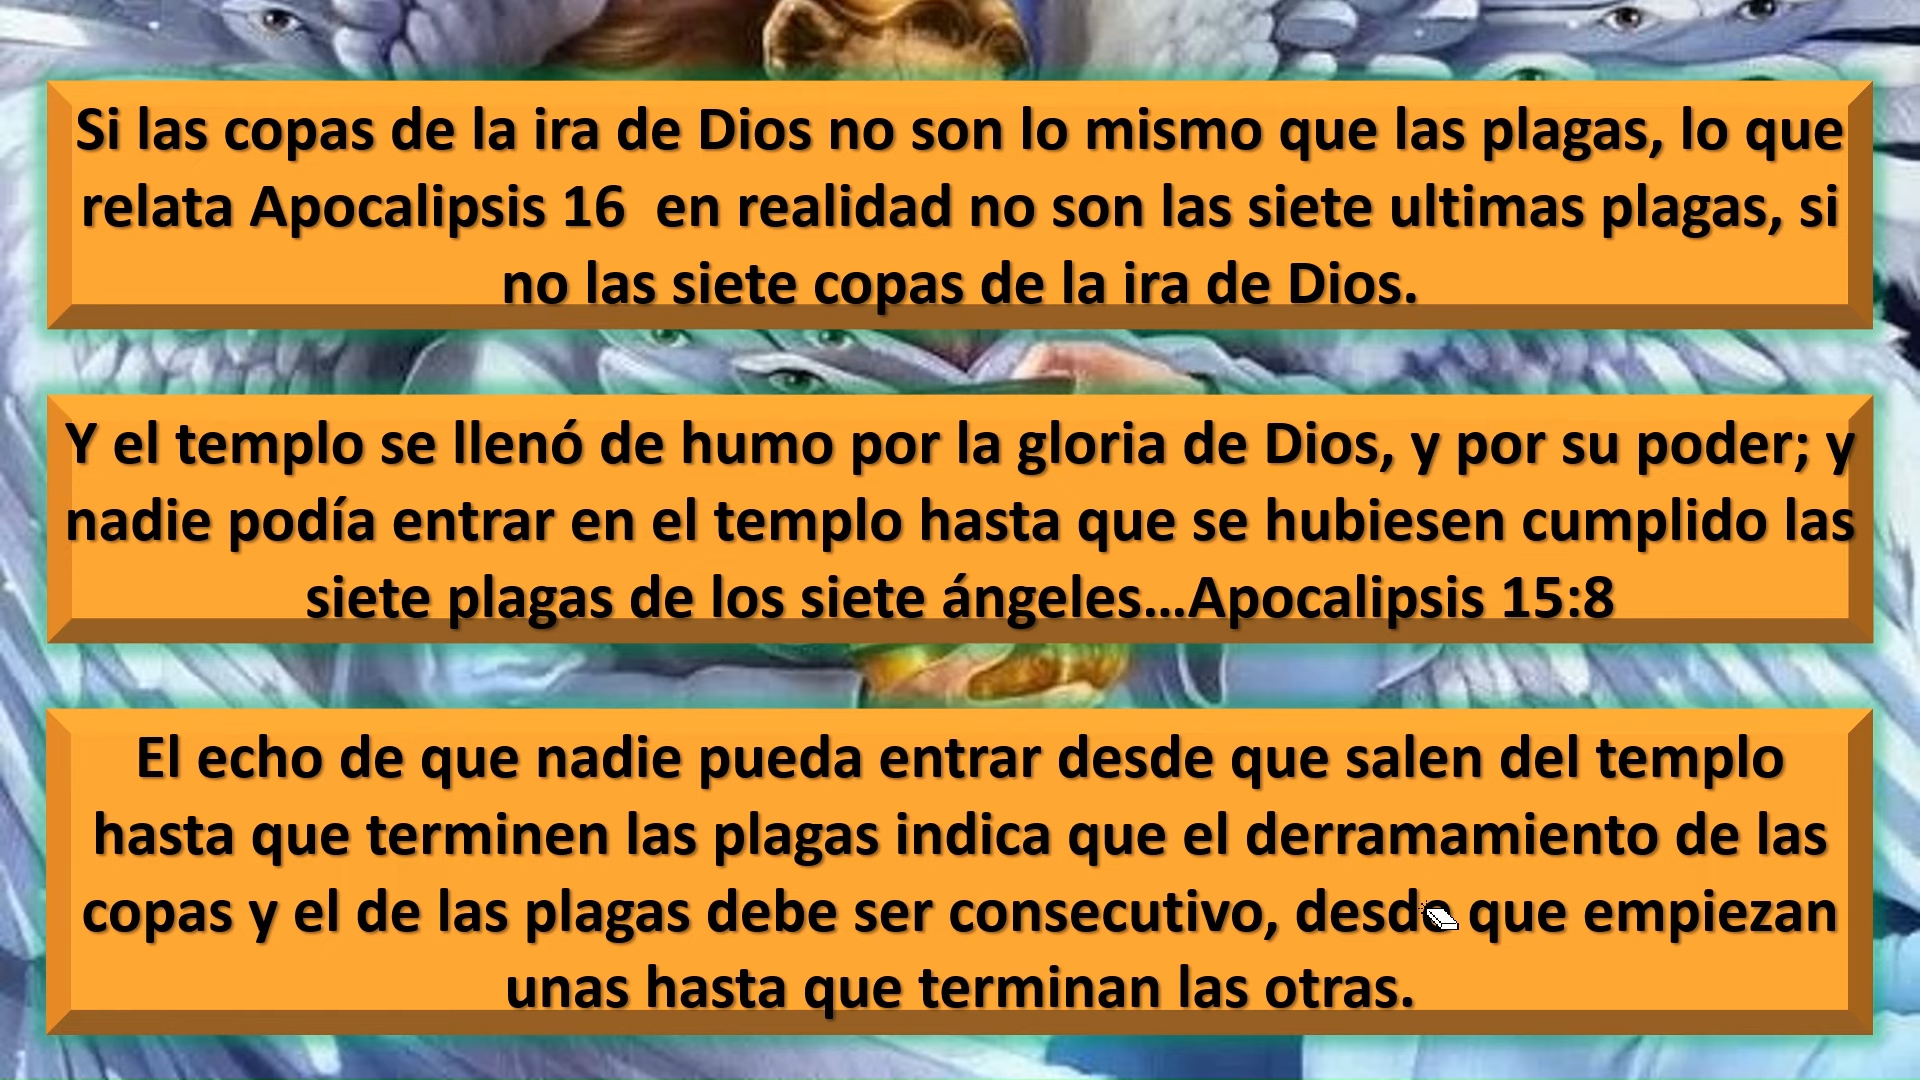 Si las copas de la ira de Dios no son lo mismo que las plagas, lo que
relata Apocalipsis 16  en realidad no son las siete ultimas plagas, si
no las siete copas de la ira de Dios.
Y el templo se llenó de humo por la gloria de Dios, y por su poder; y
nadie podía entrar en el templo hasta que se hubiesen cumplido las
siete plagas de los siete ángeles...Apocalipsis 15:8
El echo de que nadie pueda entrar desde que salen del templo
hasta que terminen las plagas indica que el derramamiento de las
copas y el de las plagas debe ser consecutivo, desde que empiezan
unas hasta que terminan las otras.